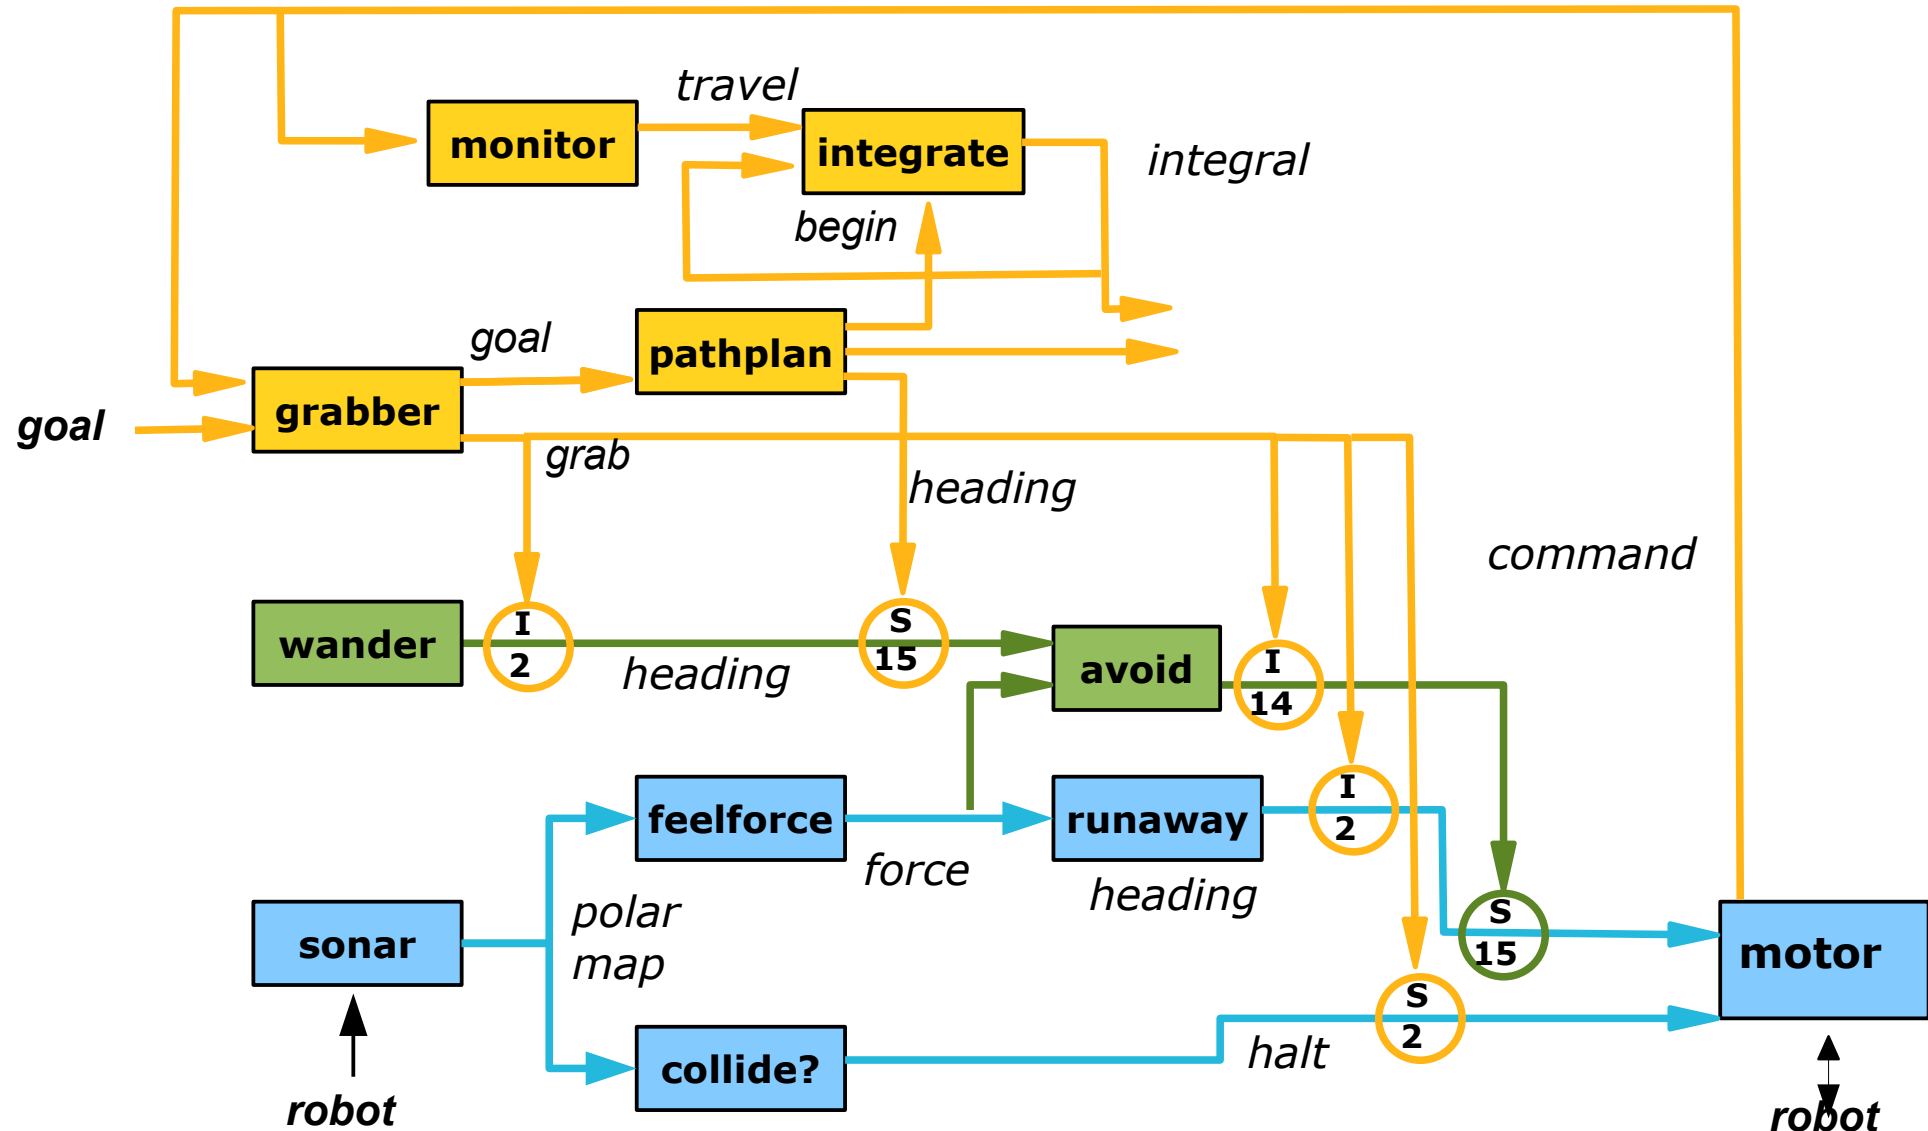 travel
monitor
integrate
integral
begin
goal
pathplan
grabber
goal
grab
heading
command
wander
I
2
heading
S
15
avoid
I
14
feelforce
force
runaway
heading
I
2
sonar
polar
map
S
15
motor
S
2
collide?
halt
robot
robot